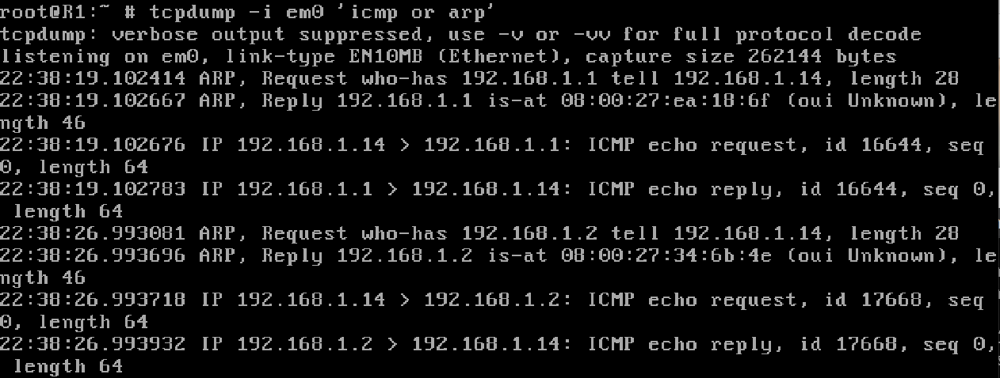 root@R1:~ # tcpdump -i em0 'icmp or arp'
tcpdump: verbose output suppressed, use -v or -vv for full protocol decode
listening on em0, link-type EN10MB (Ethernet), capture size 262144 bytes
22:38:19.102414 ARP, Request who-has 192.168.1.1 tell 192.168.1.14, length 28
22:38:19.102667 ARP, Reply 192.168.1.1 is-at 08:00:27:ea:18:6f (oui Unknown), le
ngth 46
22:38:19.102676 IP 192.168.1.14 > 192.168.1.1: ICMP echo request, id 16644, seq
0, length 64
22:38:19.102783 IP 192.168.1.1 > 192.168.1.14: ICMP echo reply, id 16644, seq 0,
 length 64
22:38:26.993081 ARP, Request who-has 192.168.1.2 tell 192.168.1.14, length 28
22:38:26.993696 ARP, Reply 192.168.1.2 is-at 08:00:27:34:6b:4e (oui Unknown), le
ngth 46
22:38:26.993718 IP 192.168.1.14 > 192.168.1.2: ICMP echo request, id 17668, seq
0, length 64
22:38:26.993932 IP 192.168.1.2 > 192.168.1.14: ICMP echo reply, id 17668, seq 0,
 length 64